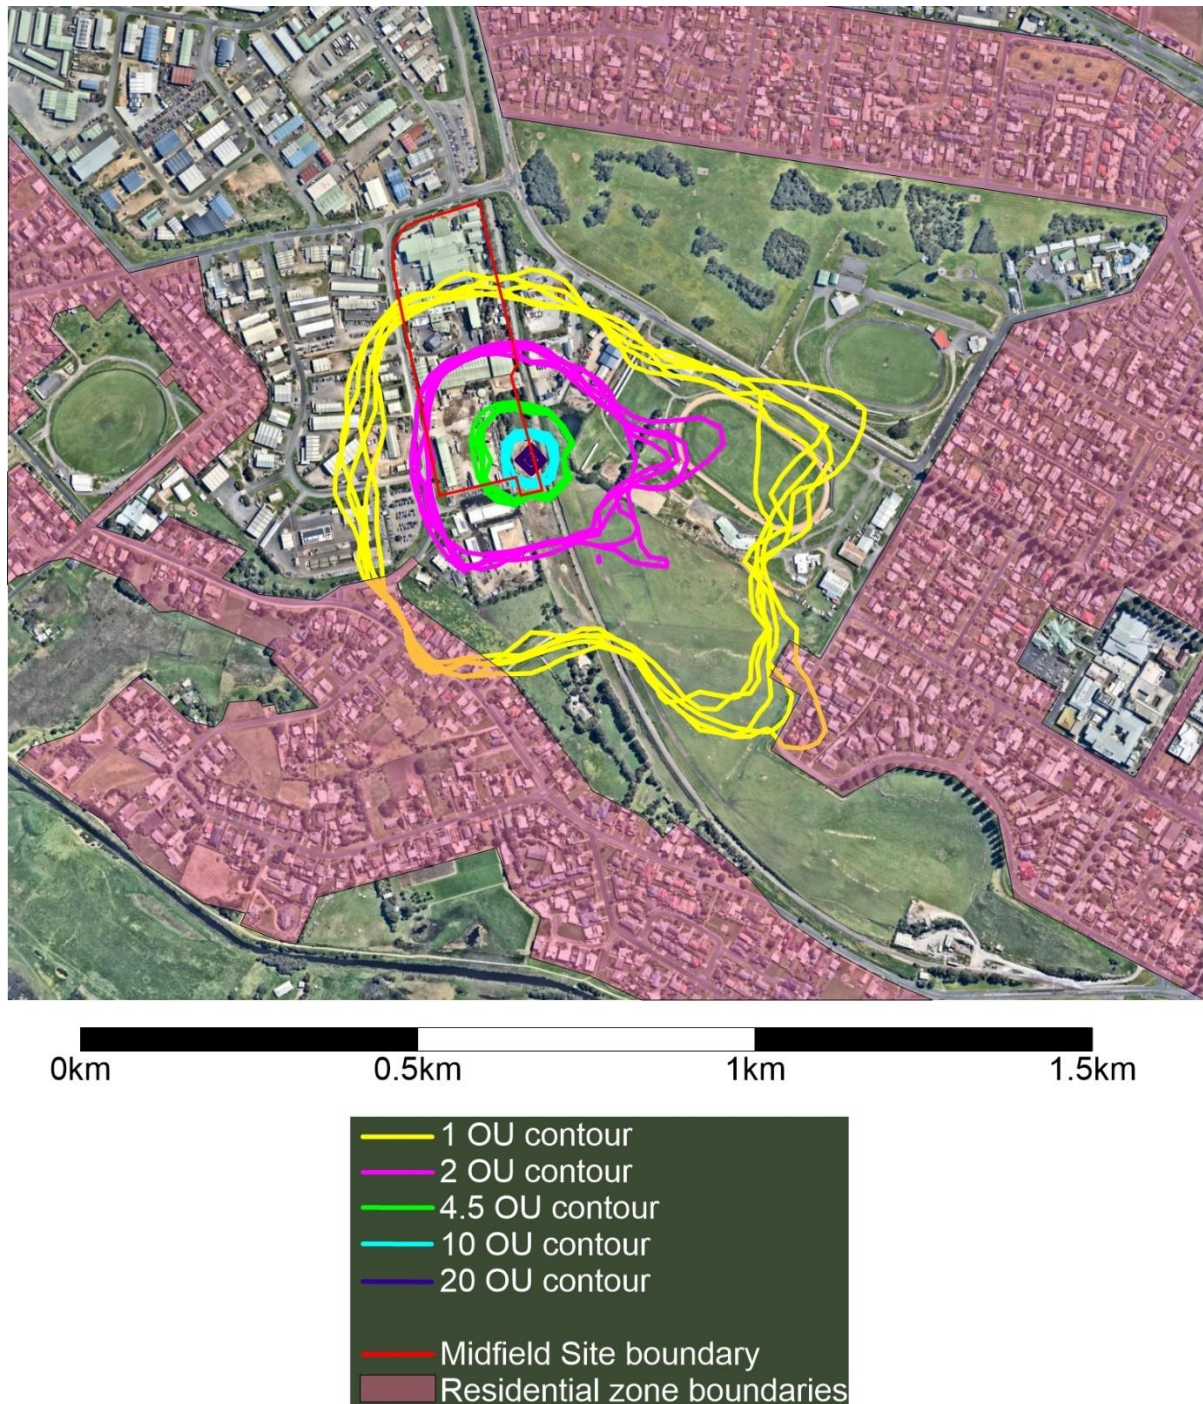 0km 0.5km 1km 1.5km
1 OU contour
2 OU contour
4.5 OU contour
10 OU contour
20 OU contour
Midfield Site boundary
Residential zone boundaries